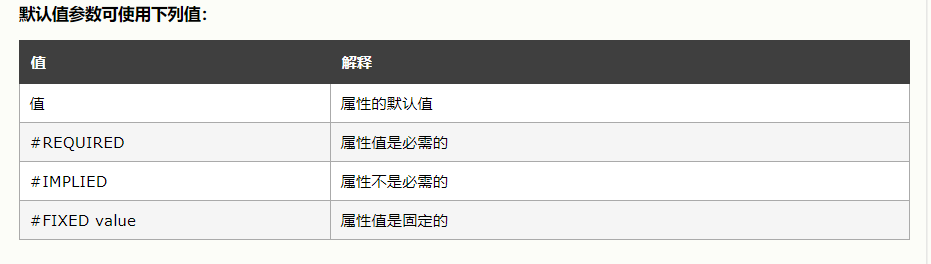 默认值参数可使用下列值：
值 解释
值 属性的默认值
#REQUIRED 属性值是必需的
#IMPLIED 属性不是必需的
#FIXED value 属性值是固定的